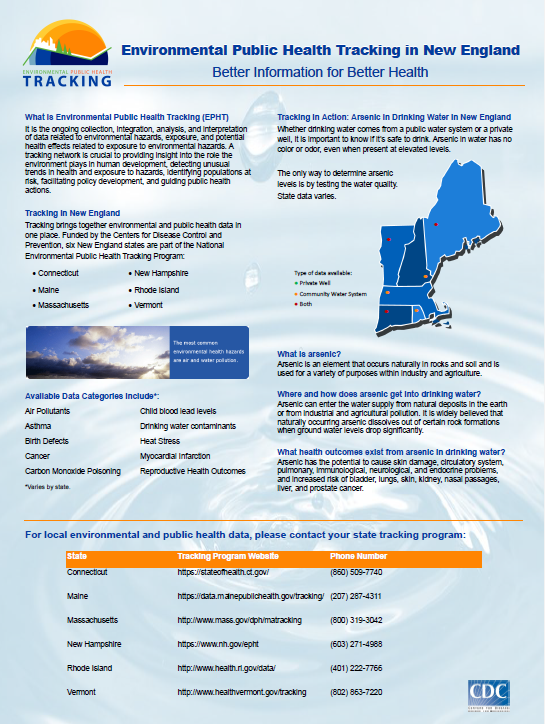 Environmental Public Health Tracking in New England
Better Information for Better Health
ENVIRONMENTAL PUBLIC HEALTH
TRACKING
What is Environmental Public Health Tracking (EPHT)
It is the ongoing collection, integration, analysis, and interpretation
of data related to environmental hazards, exposure, and potential
health effects related to exposure to environmental hazards. A
tracking network is crucial to providing insight into the role the
environment plays in human development, detecting unusual
trends in health and exposure to hazards, identifying populations at
risk, facilitating policy development, and guiding public health
actions.
Tracking in New England
Tracking brings together environmental and public health data in
one place. Funded by the Centers for Disease Control and
Prevention, six New England states are part of the National
Environmental Public Health Tracking Program:
• Connecticut
• New Hampshire
• Maine
• Rhode Island
• Massachusetts
• Vermont
The most common
environmental health hazards
are air and water pollution.
Available Data Categories Include*:
Air Pollutants
Child blood lead levels
Asthma
Drinking water contaminants
Birth Defects
Heat Stress
Cancer
Myocardial Infarction
Carbon Monoxide Poisoning
Reproductive Health Outcomes
*Varies by state.
Tracking in Action: Arsenic in Drinking Water in New England
Whether drinking water comes from a public water system or a private
well, it is important to know if it's safe to drink. Arsenic in water has no
color or odor, even when present at elevated levels.
The only way to determine arsenic
levels is by testing the water quality.
State data varies.
Type of data available:
• Private Well
• Community Water System
• Both
What is arsenic?
Arsenic is an element that occurs naturally in rocks and soil and is
used for a variety of purposes within industry and agriculture.
Where and how does arsenic get into drinking water?
Arsenic can enter the water supply from natural deposits in the earth
or from industrial and agricultural pollution. It is widely believed that
naturally occurring arsenic dissolves out of certain rock formations
when ground water levels drop significantly.
What health outcomes exist from arsenic in drinking water?
Arsenic has the potential to cause skin damage, circulatory system,
pulmonary, immunological, neurological, and endocrine problems,
and increased risk of bladder, lungs, skin, kidney, nasal passages,
liver, and prostate cancer.
For local environmental and public health data, please contact your state tracking program:
State Tracking Program Website Phone Number
Connecticut https://stateofhealth.ct.gov/ (860) 509-7740
Maine https://data.mainepublichealth.gov/tracking/ (207) 287-4311
Massachusetts http://www.mass.gov/dph/matracking (800) 319-3042
New Hampshire https://www.nh.gov/epht (603) 271-4988
Rhode Island http://www.health.ri.gov/data/ (401) 222-7766
Vermont http://www.healthvermont.gov/tracking (802) 863-7220
CDC